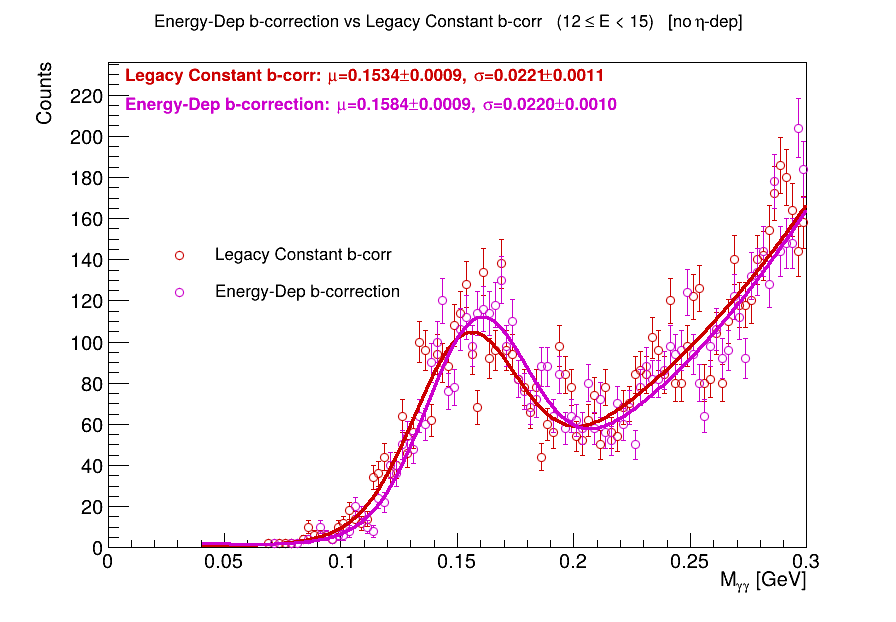 Energy-Dep b-correction vs Legacy Constant b-corr (12 ≤ E < 15) [no η-dep]
Counts
Legacy Constant b-corr: μ=0.1534±0.0009, σ=0.0221±0.0011
Energy-Dep b-correction: μ=0.1584±0.0009, σ=0.0220±0.0010
220
200
180
160
140
120
100
80
60
40
20
0
Legacy Constant b-corr
Energy-Dep b-correction
0 0.05 0.1 0.15 0.2 0.25 0.3
Mγγ [GeV]